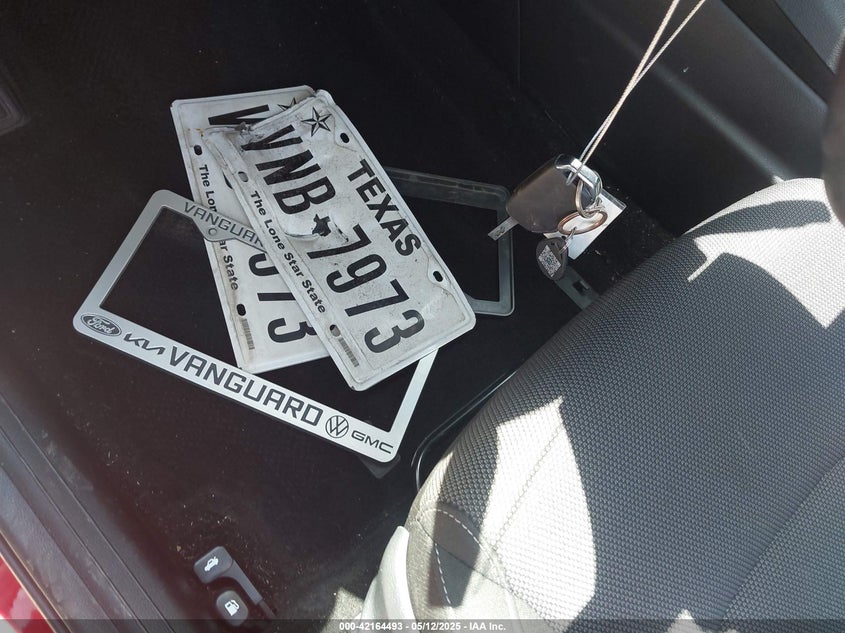 TEXAS
WNB★7973
The Lone Star State
The Lone Star State
973
VANGUARD
Ford KIA VANGUARD GMC
000-42164493 - 05/12/2025 - IAA Inc.